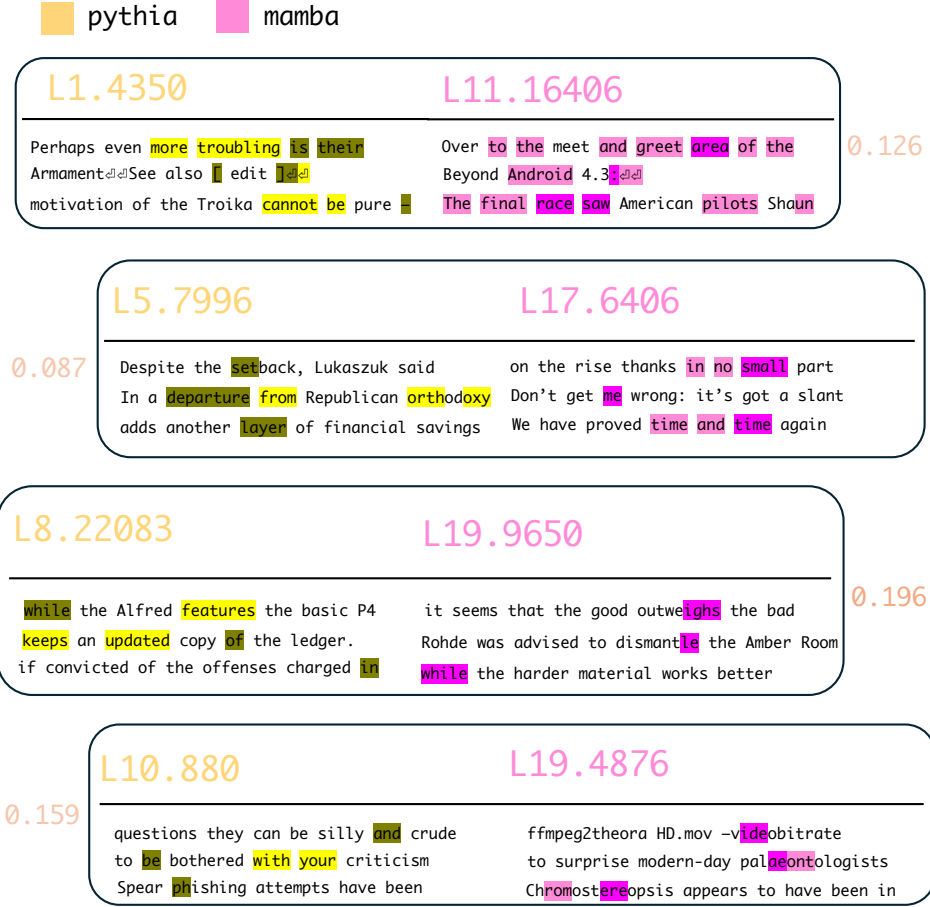 pythia mamba
L1.4350 L11.16406
Perhaps even more troubling is their
Armament⏎⏎See also [ edit ]⏎⏎
motivation of the Troika cannot be pure –
Over to the meet and greet area of the
Beyond Android 4.3:⏎⏎
The final race saw American pilots Shaun
0.126
L5.7996 L17.6406
0.087
Despite the setback, Lukaszuk said
In a departure from Republican orthodoxy
adds another layer of financial savings
on the rise thanks in no small part
Don’t get me wrong: it’s got a slant
We have proved time and time again
L8.22083 L19.9650
while the Alfred features the basic P4
keeps an updated copy of the ledger.
if convicted of the offenses charged in
it seems that the good outweighs the bad
Rohde was advised to dismantle the Amber Room
while the harder material works better
0.196
L10.880 L19.4876
0.159
questions they can be silly and crude
to be bothered with your criticism
Spear phishing attempts have been
ffmpeg2theora HD.mov –videobitrate
to surprise modern-day palaeontologists
Chromostereopsis appears to have been in